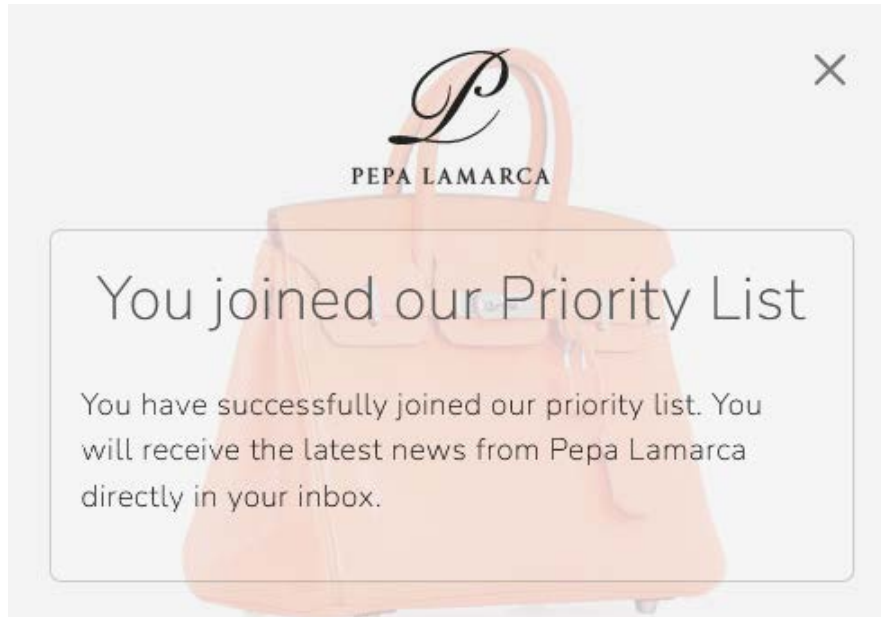 PEPA LAMARCA
You joined our Priority List
You have successfully joined our priority list. You
will receive the latest news from Pepa Lamarca
directly in your inbox.